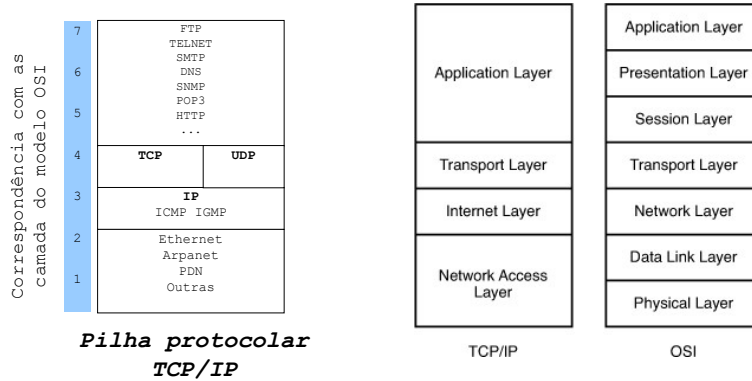 Correspondência com as
camada do modelo OSI
7
6
5
4
3
2
1
FTP
TELNET
SMTP
DNS
SNMP
POP3
HTTP
...
TCP UDP
IP
ICMP IGMP
Ethernet
Arpanet
PDN
Outras
Pilha protocolar
TCP/IP
Application Layer
Transport Layer
Internet Layer
Network Access
Layer
TCP/IP
Application Layer
Presentation Layer
Session Layer
Transport Layer
Network Layer
Data Link Layer
Physical Layer
OSI